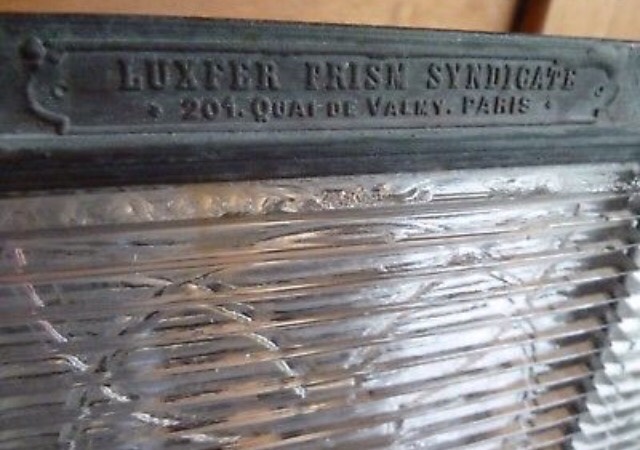 LUXFER PRISM SYNDICATE
201. QUAI DE VALMY. PARIS